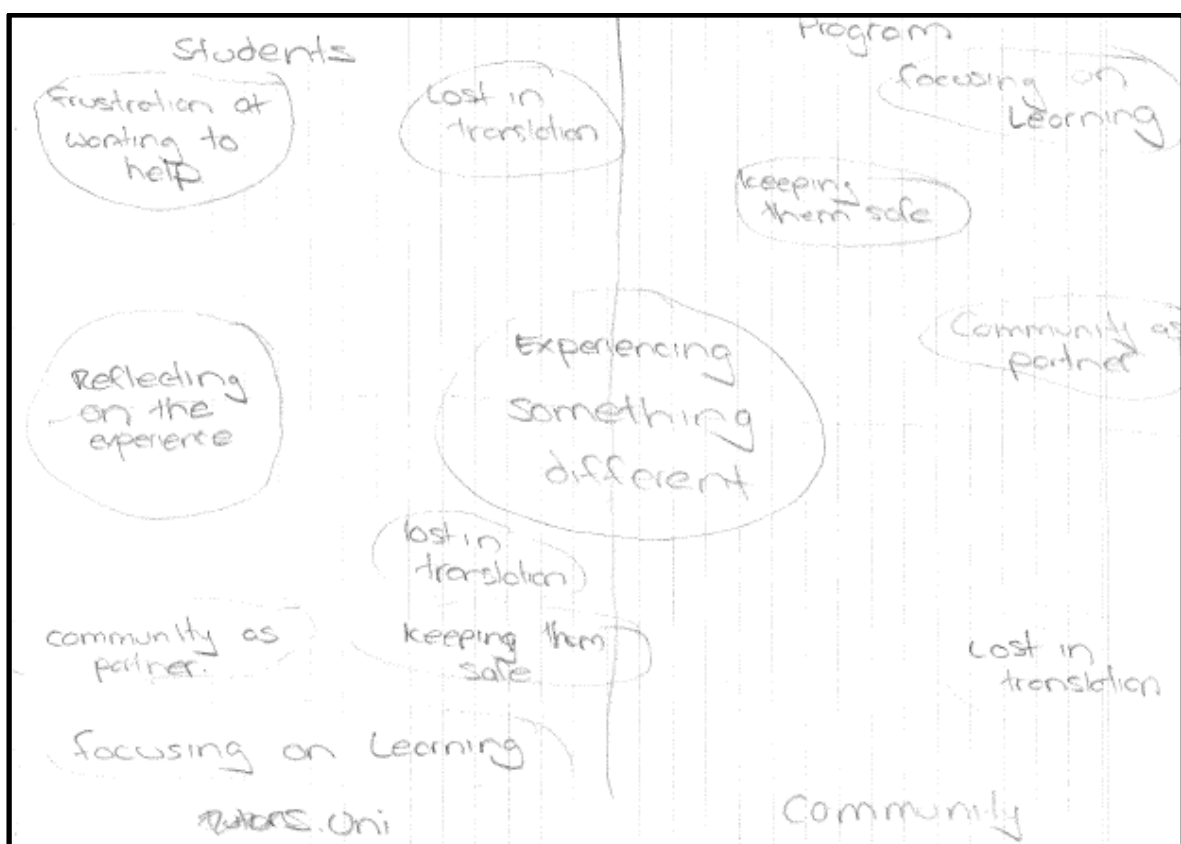 Students
Program
frustration at
wanting to
help
Lost in
translation
focusing on
Learning
keeping
them safe
Reflecting
on the
experience
Experiencing
something
different
Community as
partner
lost in
translation
community as
partner.
keeping them
safe
Lost in
translation
focusing on Learning
Tutors. Uni
Community